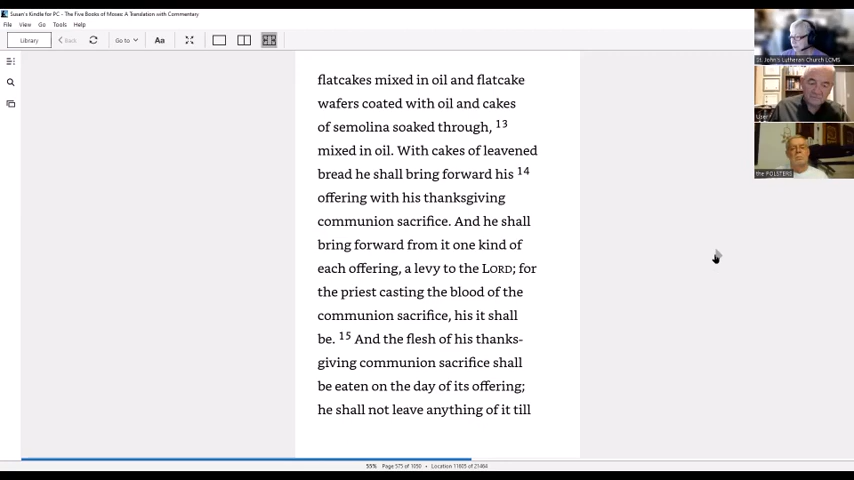 Susan's Kindle for PC - The Five Books of Moses: A Translation with Commentary
File View Go Tools Help
Library Back Go to Aa
flatcakes mixed in oil and flatcake
wafers coated with oil and cakes
of semolina soaked through, 13
mixed in oil. With cakes of leavened
bread he shall bring forward his 14
offering with his thanksgiving
communion sacrifice. And he shall
bring forward from it one kind of
each offering, a levy to the LORD; for
the priest casting the blood of the
communion sacrifice, his it shall
be. 15 And the flesh of his thanks-
giving communion sacrifice shall
be eaten on the day of its offering;
he shall not leave anything of it till
55% Page 575 of 1050 • Location 11805 of 21464
St. John's Lutheran Church LCMS
User
the POLSTERS